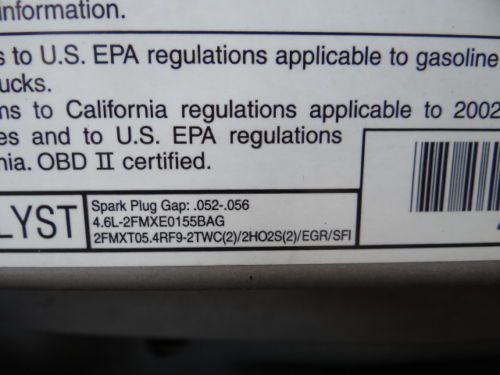 information.
s to U.S. EPA regulations applicable to gasoline
ucks.
ms to California regulations applicable to 2002
es and to U.S. EPA regulations
nia. OBD II certified.
LYST
Spark Plug Gap: .052-.056
4.6L-2FMXE0155BAG
2FMXT05.4RF9-2TWC(2)/2HO2S(2)/EGR/SFI